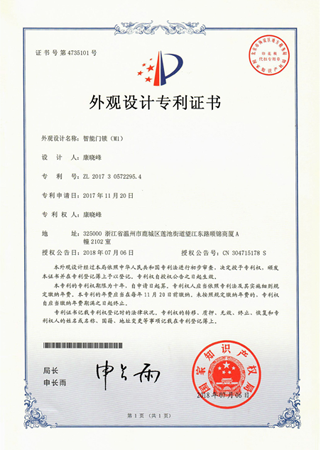 证书号第4735101号
外观设计专利证书
外观设计名称：智能门锁（M1）
设 计 人：康晓峰
专 利 号：ZL 2017 3 0572295.4
专利申请日：2017年11月20日
专 利 权 人：康晓峰
地 址：325000 浙江省温州市鹿城区莲池街道望江东路顺锦商厦A
幢2102室
授权公告日：2018年07月06日 授权公告号：CN 304715178 S
本外观设计经过本局依照中华人民共和国专利法进行初步审查，决定授予专利权，颁
发本证书并在专利登记簿上予以登记。专利权自授权公告之日起生效。
本专利的专利权期限为十年，自申请日起算。专利权人应当依照专利法及其实施细则规
定缴纳年费。本专利的年费应当在每年11月20日前缴纳。未按照规定缴纳年费的，专利权自
应当缴纳年费期满之日起终止。
专利证书记载专利权登记时的法律状况。专利权的转移、质押、无效、终止、恢复和专利
权人的姓名或名称、国籍、地址变更等事项记载在专利登记簿上。
局长
申长雨
申长雨
国家知识产权局
2018年07月06日
第 1 页（共 1 页）